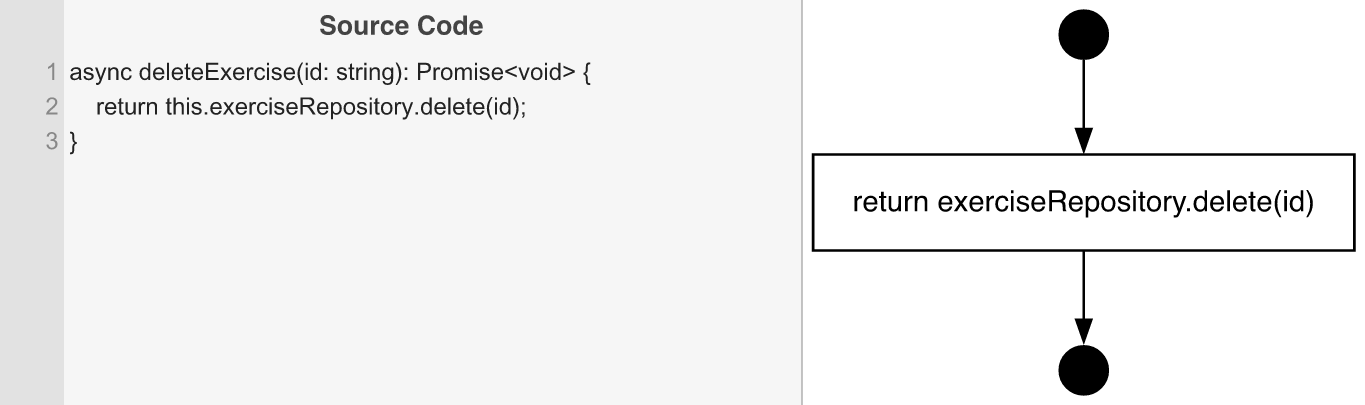 Source Code
1 async deleteExercise(id: string): Promise<void> {
2 return this.exerciseRepository.delete(id);
3 }
return exerciseRepository.delete(id)